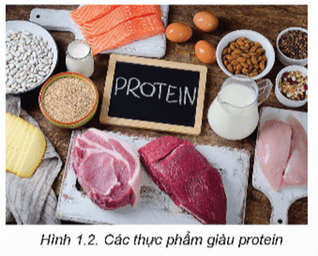 PROTEIN
Hình 1.2. Các thực phẩm giàu protein